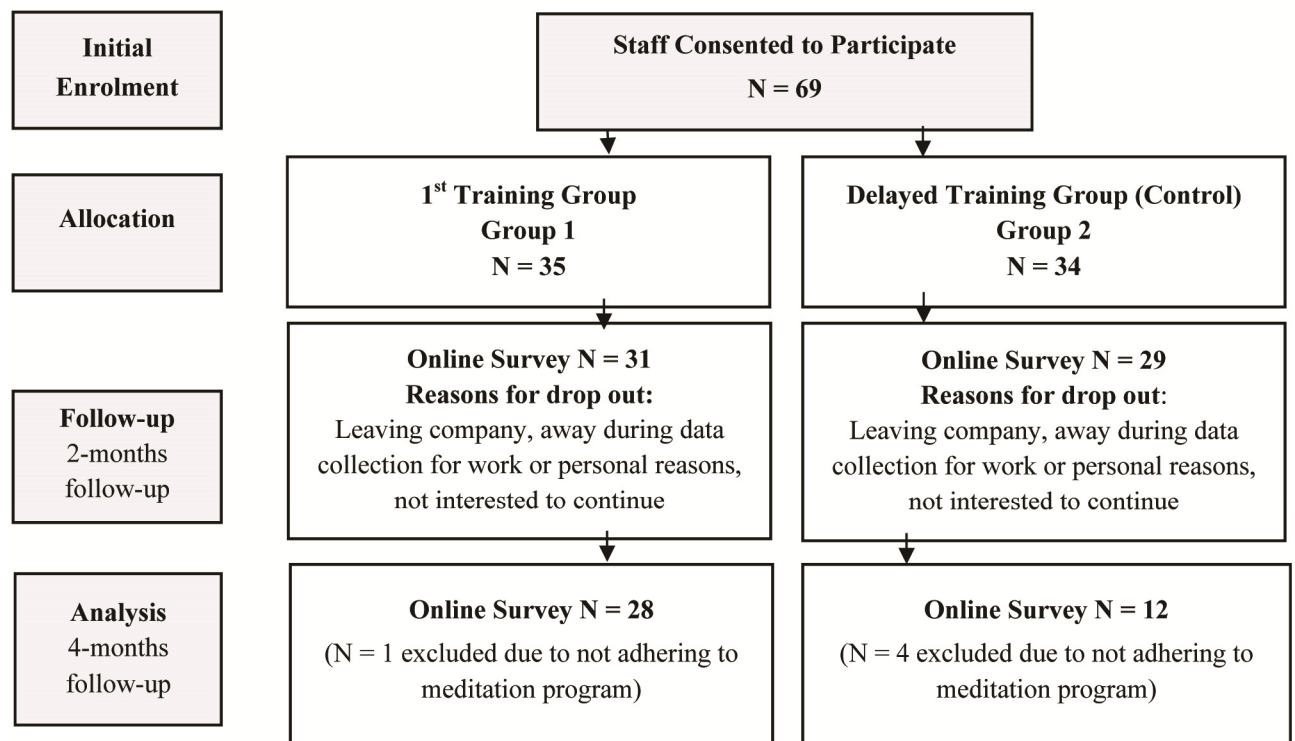 Initial
Enrolment
Staff Consented to Participate
N = 69
Allocation
1st Training Group
Group 1
N = 35
Delayed Training Group (Control)
Group 2
N = 34
Follow-up
2-months
follow-up
Online Survey N = 31
Reasons for drop out:
Leaving company, away during data
collection for work or personal reasons,
not interested to continue
Online Survey N = 29
Reasons for drop out:
Leaving company, away during data
collection for work or personal reasons,
not interested to continue
Analysis
4-months
follow-up
Online Survey N = 28
(N = 1 excluded due to not adhering to
meditation program)
Online Survey N = 12
(N = 4 excluded due to not adhering to
meditation program)